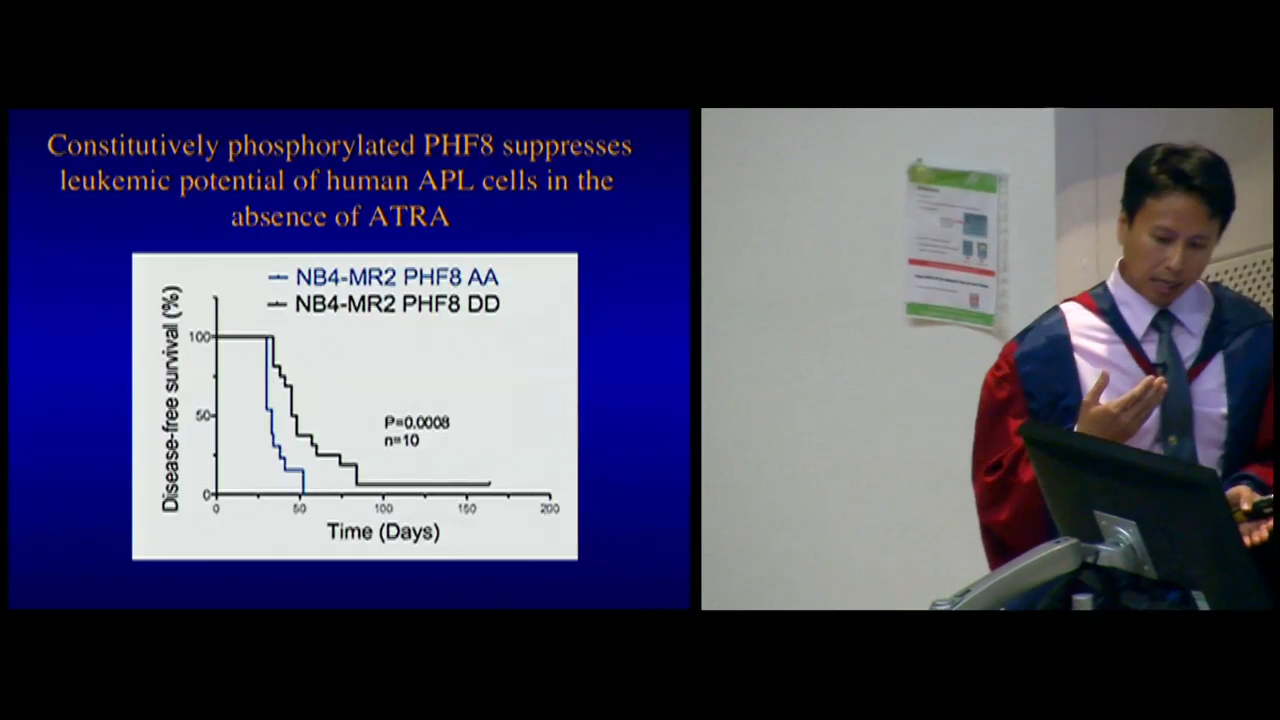 Constitutively phosphorylated PHF8 suppresses
leukemic potential of human APL cells in the
absence of ATRA
NB4-MR2 PHF8 AA
NB4-MR2 PHF8 DD
Disease-free survival (%)
100
50
0
P=0.0008
n=10
0 50 100 150 200
Time (Days)